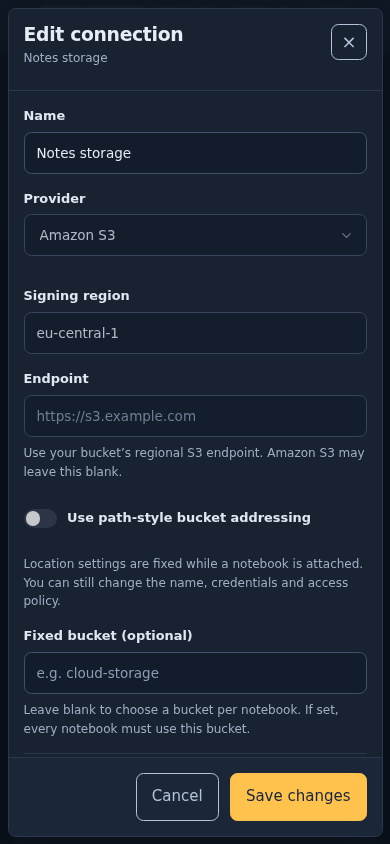 Edit connection
Notes storage
Name
Notes storage
Provider
Amazon S3
Signing region
eu-central-1
Endpoint
https://s3.example.com
Use your bucket’s regional S3 endpoint. Amazon S3 may
leave this blank.
Use path-style bucket addressing
Location settings are fixed while a notebook is attached.
You can still change the name, credentials and access
policy.
Fixed bucket (optional)
e.g. cloud-storage
Leave blank to choose a bucket per notebook. If set,
every notebook must use this bucket.
Cancel
Save changes